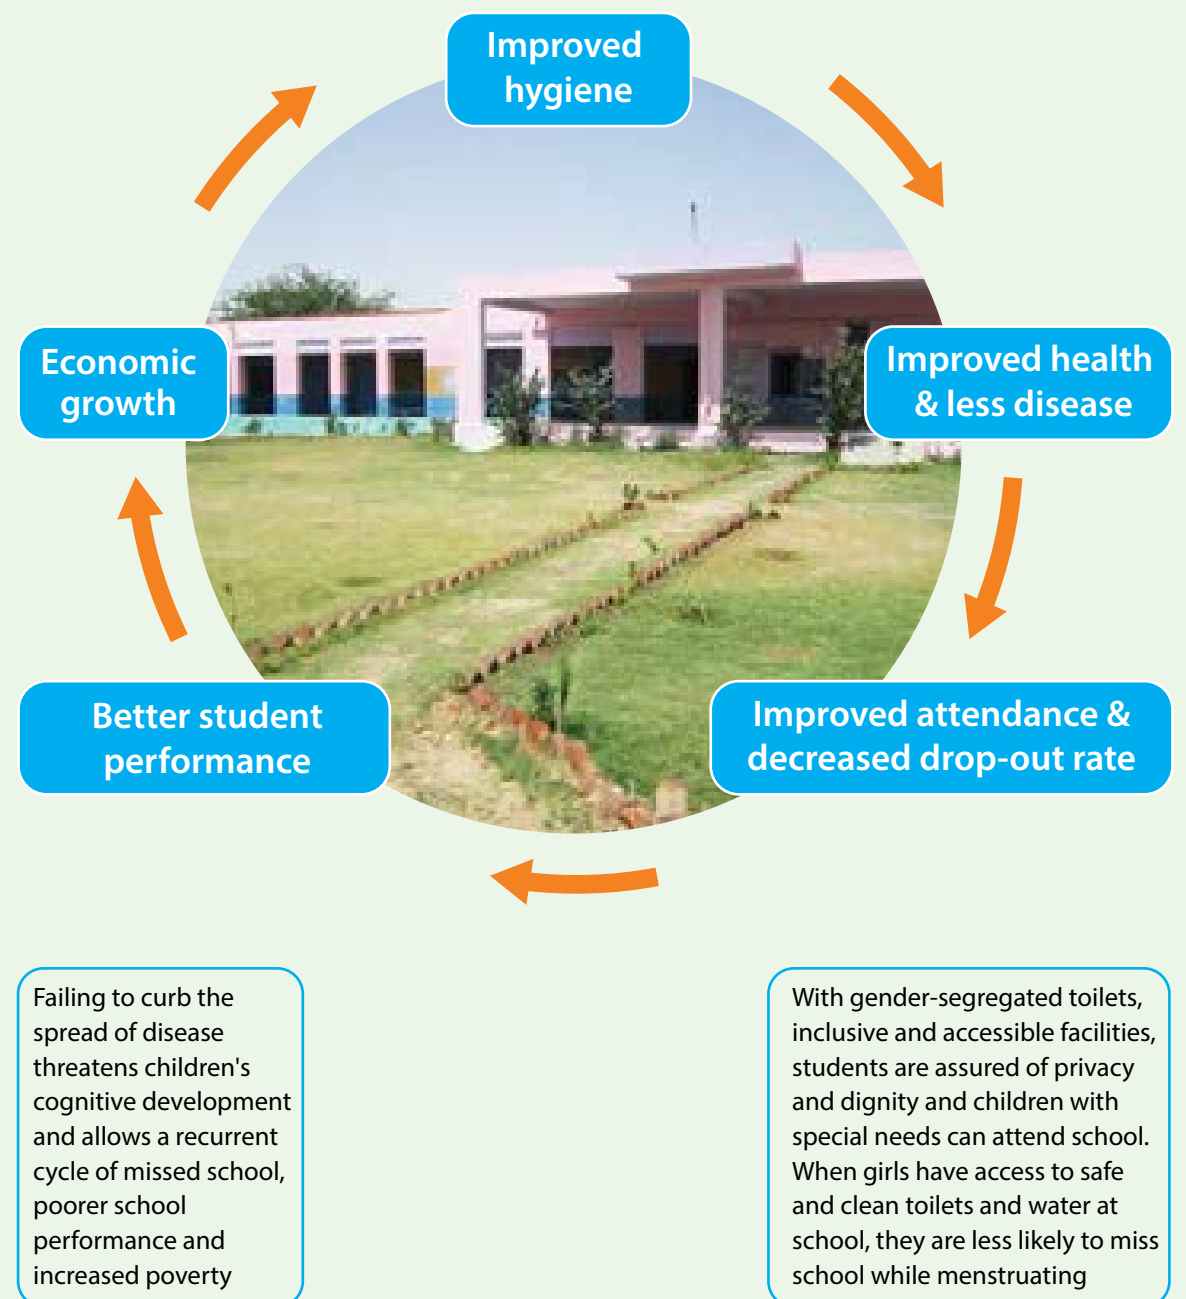 Improved
hygiene
Economic
growth
Improved health
& less disease
Better student
performance
Improved attendance &
decreased drop-out rate
Failing to curb the
spread of disease
threatens children's
cognitive development
and allows a recurrent
cycle of missed school,
poorer school
performance and
increased poverty
With gender-segregated toilets,
inclusive and accessible facilities,
students are assured of privacy
and dignity and children with
special needs can attend school.
When girls have access to safe
and clean toilets and water at
school, they are less likely to miss
school while menstruating